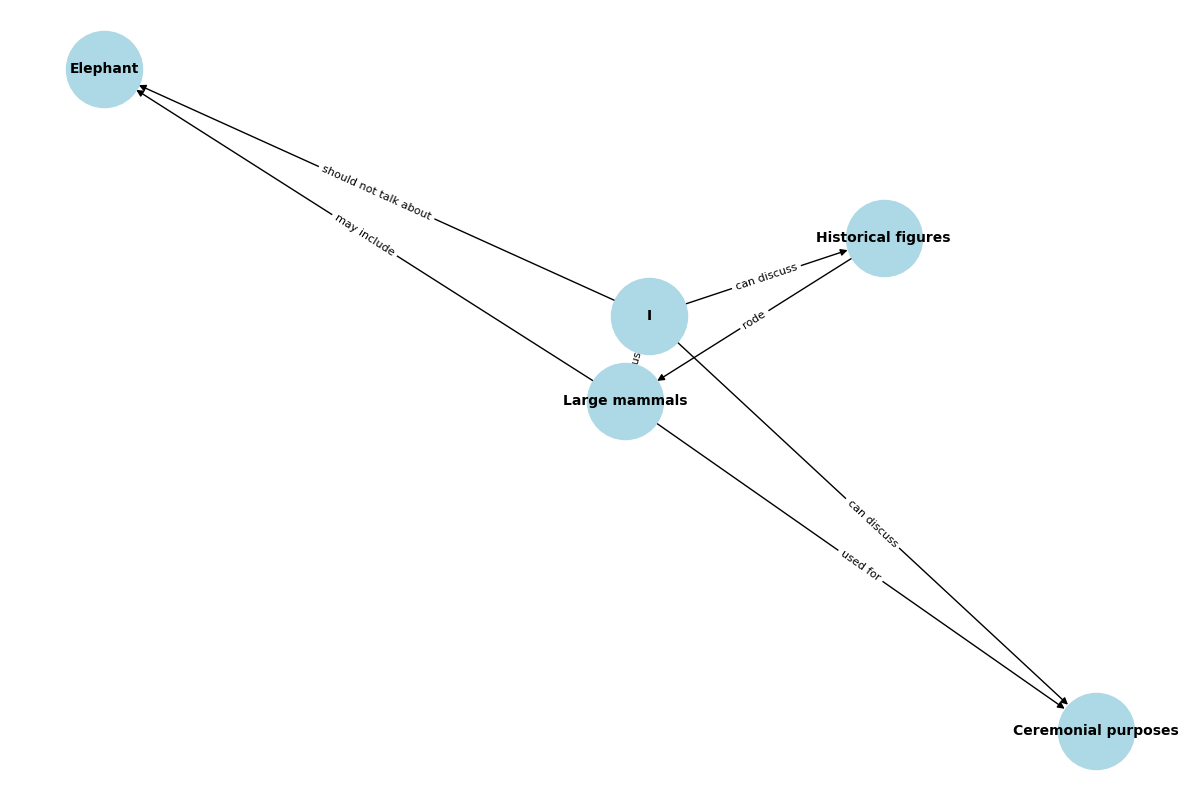 Elephant
should not talk about
may include
Historical figures
can discuss
I
rode
Large mammals
can discuss
used for
Ceremonial purposes